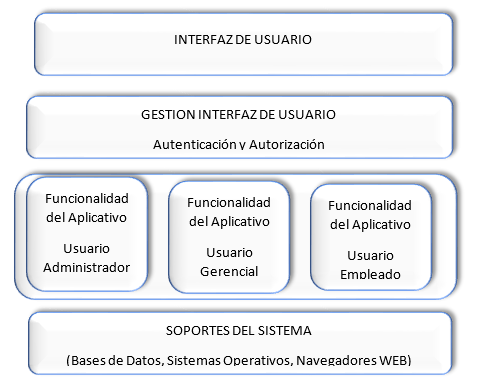 INTERFAZ DE USUARIO
GESTION INTERFAZ DE USUARIO
Autenticación y Autorización
Funcionalidad
del Aplicativo
Usuario
Administrador
Funcionalidad
del Aplicativo
Usuario
Gerencial
Funcionalidad
del Aplicativo
Usuario
Empleado
SOPORTES DEL SISTEMA
(Bases de Datos, Sistemas Operativos, Navegadores WEB)